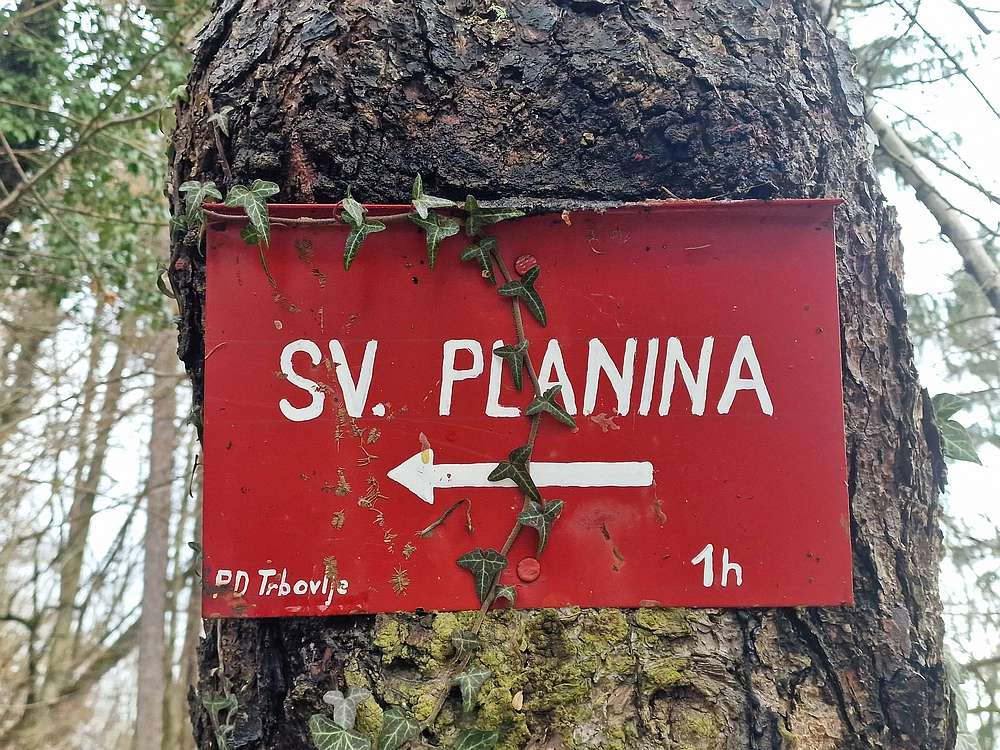 SV. PLANINA
1h
PD Trbovlje